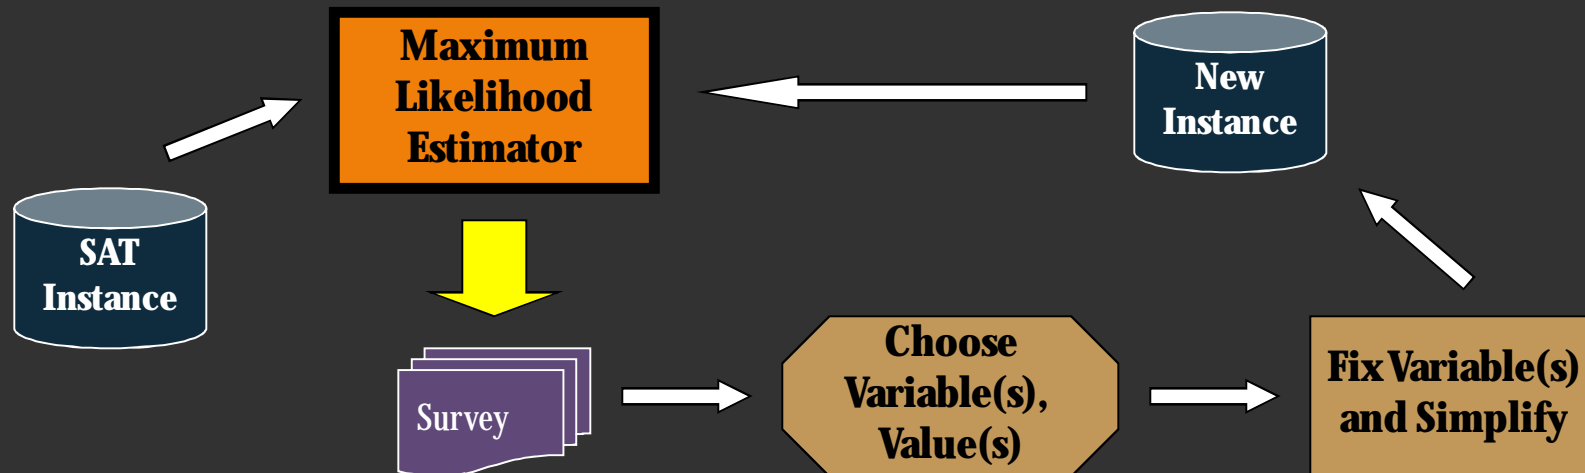 Maximum
Likelihood
Estimator
New
Instance
SAT
Instance
Survey
Choose
Variable(s),
Value(s)
Fix Variable(s)
and Simplify